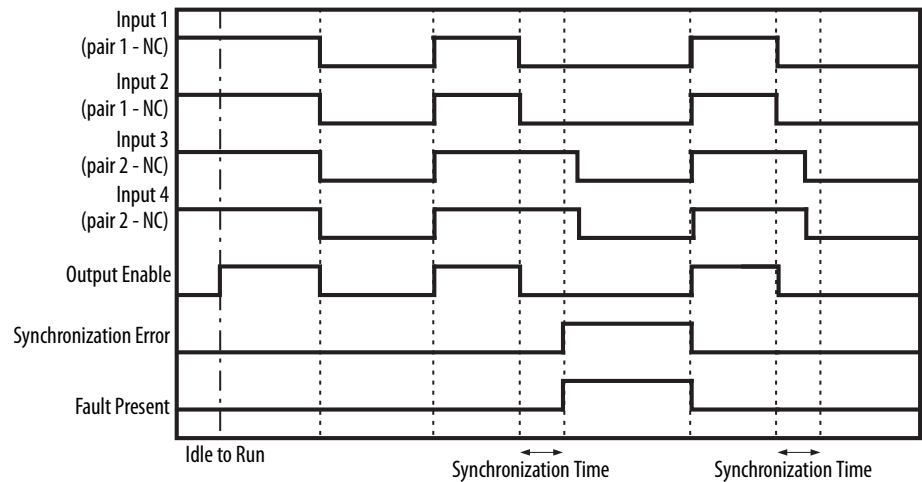 Input 1
(pair 1 - NC)
Input 2
(pair 1 - NC)
Input 3
(pair 2 - NC)
Input 4
(pair 2 - NC)
Output Enable
Synchronization Error
Fault Present
Idle to Run
Synchronization Time
Synchronization Time